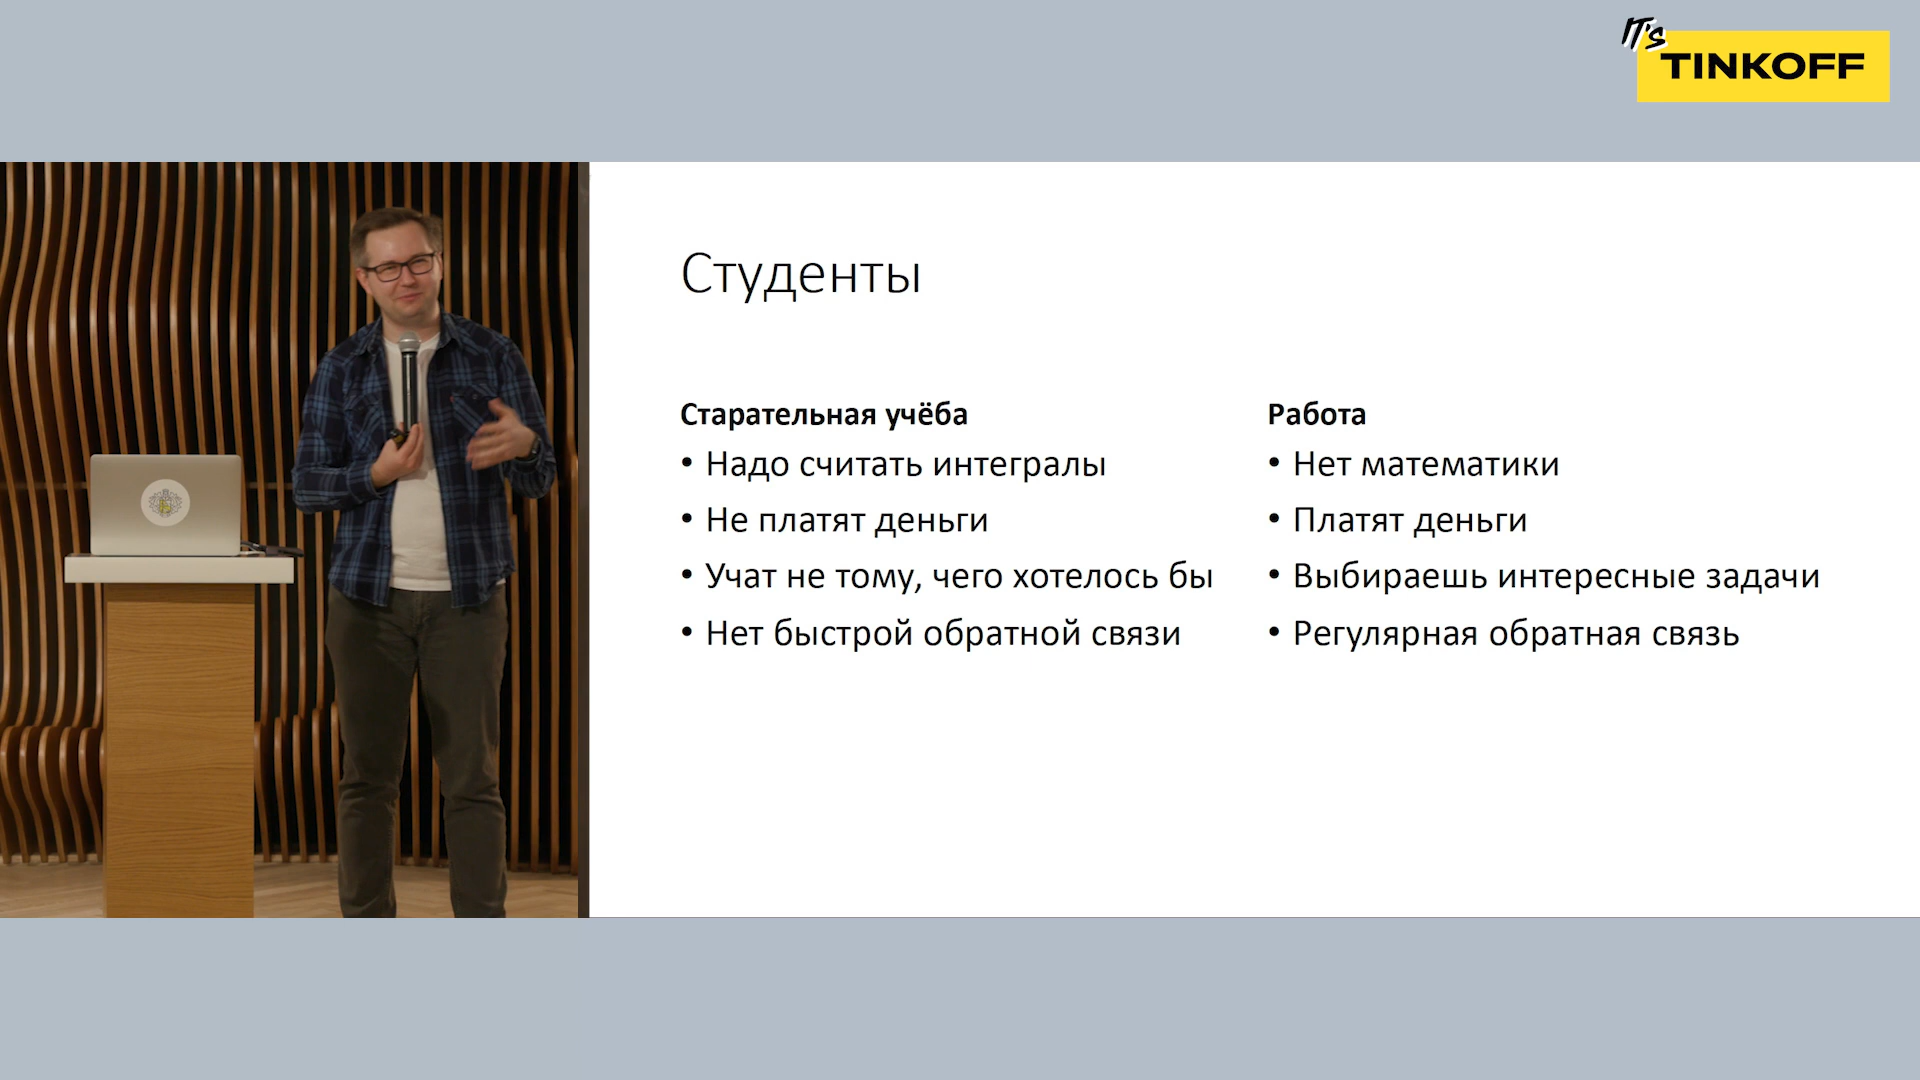 IT's
TINKOFF
Студенты
Старательная учёба
• Надо считать интегралы
• Не платят деньги
• Учат не тому, чего хотелось бы
• Нет быстрой обратной связи
Работа
• Нет математики
• Платят деньги
• Выбираешь интересные задачи
• Регулярная обратная связь